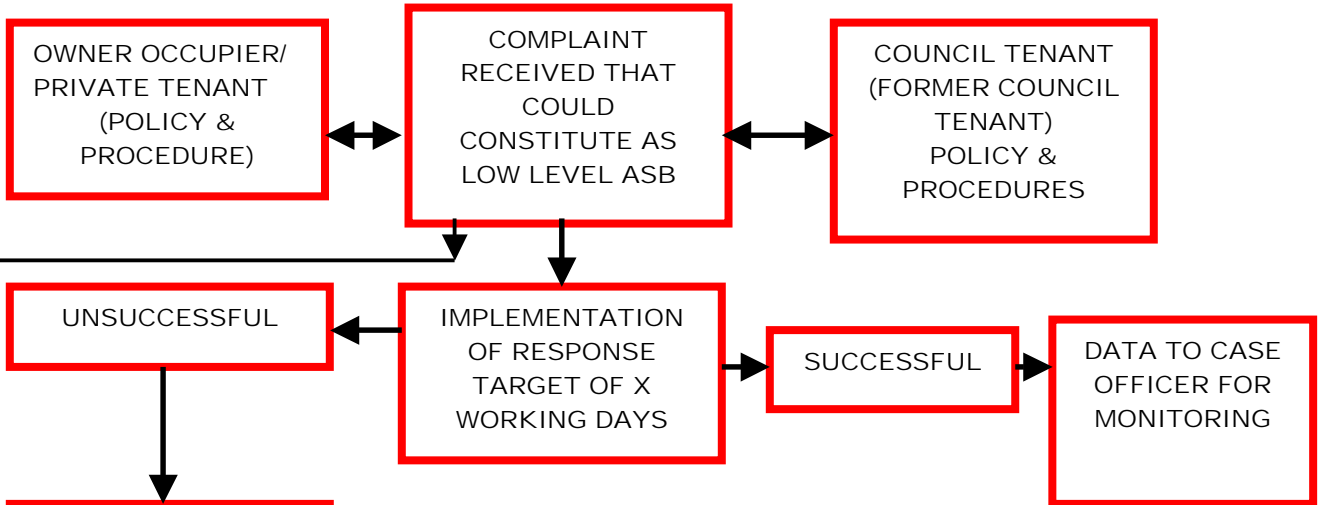 OWNER OCCUPIER/
PRIVATE TENANT
(POLICY &
PROCEDURE)
COMPLAINT
RECEIVED THAT
COULD
CONSTITUTE AS
LOW LEVEL ASB
COUNCIL TENANT
(FORMER COUNCIL
TENANT)
POLICY &
PROCEDURES
UNSUCCESSFUL
IMPLEMENTATION
OF RESPONSE
TARGET OF X
WORKING DAYS
SUCCESSFUL
DATA TO CASE
OFFICER FOR
MONITORING